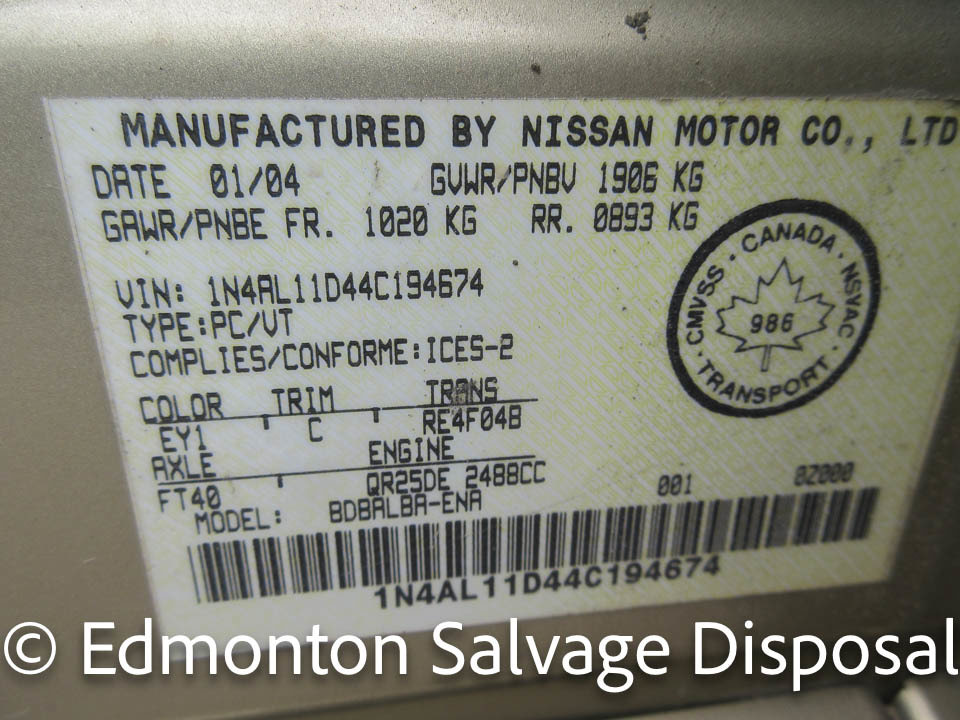 MANUFACTURED BY NISSAN MOTOR CO., LTD
DATE 01/04 GVWR/PNBV 1906 KG
GAWR/PNBE FR. 1020 KG RR. 0893 KG
VIN: 1N4AL11D44C194674
TYPE:PC/VT
COMPLIES/CONFORME:ICES-2
COLOR TRIM TRANS
EY1 C RE4F04B
AXLE ENGINE
FT40 QR25DE 2488CC
MODEL: BDBALBA-ENA 001 BZ000
1N4AL11D44C194674
· CANADA · NSVAC · TRANSPORT · CMVSS
986
© Edmonton Salvage Disposal